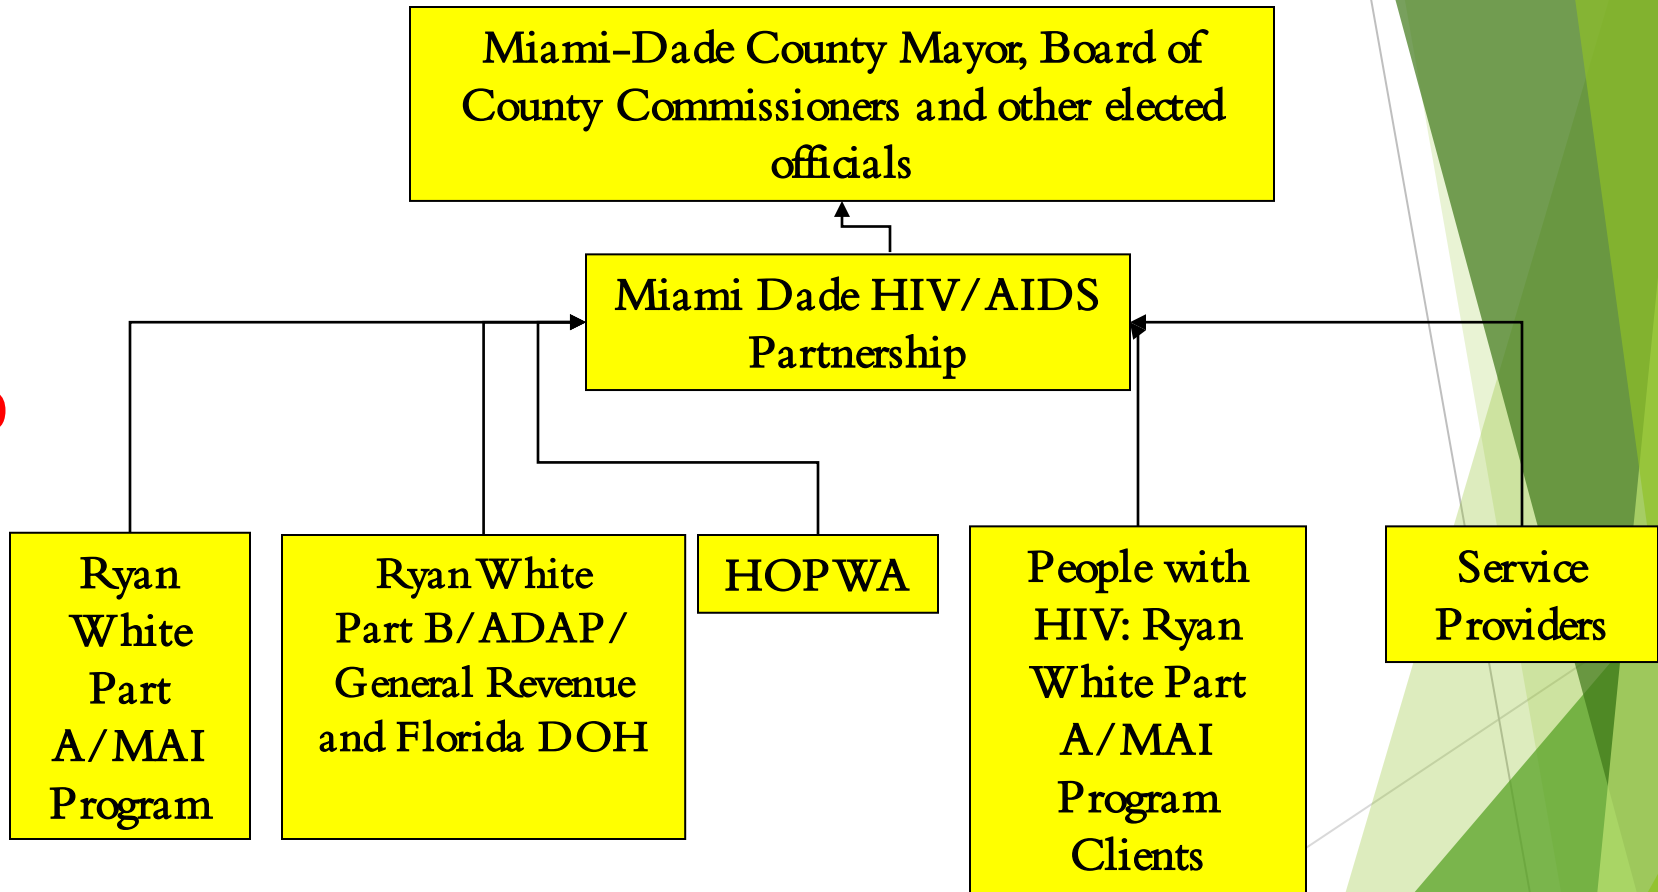 Miami-Dade County Mayor, Board of
County Commissioners and other elected
officials
Miami Dade HIV/AIDS
Partnership
Ryan
White
Part
A/MAI
Program
Ryan White
Part B/ADAP/
General Revenue
and Florida DOH
HOPWA
People with
HIV: Ryan
White Part
A/MAI
Program
Clients
Service
Providers